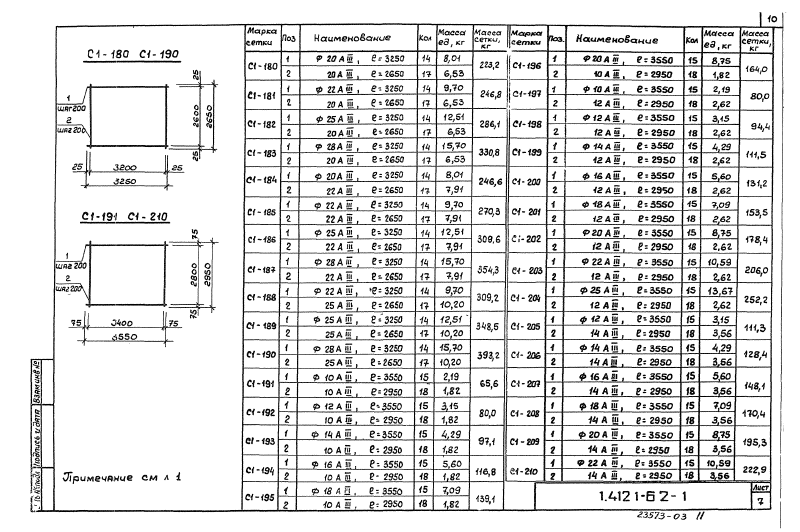 10
С1-180 С1-190
25
1
шаг 200
2
шаг 200
2600
2650
25
25 3200 25
3250
С1-191 С1-210
75
1
шаг 200
2
шаг 200
2800
2950
75
75 3400 75
3550
Примечание см л 1
Марка сетки Поз Наименование Кол Масса ед, кг Масса сетки, кг
С1-180 1 Ф 20 А III, ℓ = 3250 14 8,01 223,2
2 20 А III, ℓ = 2650 17 6,53
С1-181 1 Ф 22 А III, ℓ = 3250 14 9,70 246,8
2 20 А III, ℓ = 2650 17 6,53
С1-182 1 Ф 25 А III, ℓ = 3250 14 12,51 286,1
2 20 А III, ℓ = 2650 17 6,53
С1-183 1 Ф 28 А III, ℓ = 3250 14 15,70 330,8
2 20 А III, ℓ = 2650 17 6,53
С1-184 1 Ф 20 А III, ℓ = 3250 14 8,01 246,6
2 22 А III, ℓ = 2650 17 7,91
С1-185 1 Ф 22 А III, ℓ = 3250 14 9,70 270,3
2 22 А III, ℓ = 2650 17 7,91
С1-186 1 Ф 25 А III, ℓ = 3250 14 12,51 309,6
2 22 А III, ℓ = 2650 17 7,91
С1-187 1 Ф 28 А III, ℓ = 3250 14 15,70 354,3
2 22 А III, ℓ = 2650 17 7,91
С1-188 1 Ф 22 А III, ℓ = 3250 14 9,70 309,2
2 25 А III, ℓ = 2650 17 10,20
С1-189 1 Ф 25 А III, ℓ = 3250 14 12,51 348,5
2 25 А III, ℓ = 2650 17 10,20
С1-190 1 Ф 28 А III, ℓ = 3250 14 15,70 393,2
2 25 А III, ℓ = 2650 17 10,20
С1-191 1 Ф 10 А III, ℓ = 3550 15 2,19 65,6
2 10 А III, ℓ = 2950 18 1,82
С1-192 1 Ф 12 А III, ℓ = 3550 15 3,15 80,0
2 10 А III, ℓ = 2950 18 1,82
С1-193 1 Ф 14 А III, ℓ = 3550 15 4,29 97,1
2 10 А III, ℓ = 2950 18 1,82
С1-194 1 Ф 16 А III, ℓ = 3550 15 5,60 116,8
2 10 А III, ℓ = 2950 18 1,82
С1-195 1 Ф 18 А III, ℓ = 3550 15 7,09 139,1
2 10 А III, ℓ = 2950 18 1,82
Марка сетки Поз. Наименование Кол Масса ед, кг Масса сетки, кг
С1-196 1 Ф 20 А III, ℓ = 3550 15 8,75 164,0
2 10 А III, ℓ = 2950 18 1,82
С1-197 1 Ф 10 А III, ℓ = 3550 15 2,19 80,0
2 12 А III, ℓ = 2950 18 2,62
С1-198 1 Ф 12 А III, ℓ = 3550 15 3,15 94,4
2 12 А III, ℓ = 2950 18 2,62
С1-199 1 Ф 14 А III, ℓ = 3550 15 4,29 111,5
2 12 А III, ℓ = 2950 18 2,62
С1-200 1 Ф 16 А III, ℓ = 3550 15 5,60 131,2
2 12 А III, ℓ = 2950 18 2,62
С1-201 1 Ф 18 А III, ℓ = 3550 15 7,09 153,5
2 12 А III, ℓ = 2950 18 2,62
С1-202 1 Ф 20 А III, ℓ = 3550 15 8,75 178,4
2 12 А III, ℓ = 2950 18 2,62
С1-203 1 Ф 22 А III, ℓ = 3550 15 10,59 206,0
2 12 А III, ℓ = 2950 18 2,62
С1-204 1 Ф 25 А III, ℓ = 3550 15 13,67 252,2
2 12 А III, ℓ = 2950 18 2,62
С1-205 1 Ф 12 А III, ℓ = 3550 15 3,15 111,3
2 14 А III, ℓ = 2950 18 3,56
С1-206 1 Ф 14 А III, ℓ = 3550 15 4,29 128,4
2 14 А III, ℓ = 2950 18 3,56
С1-207 1 Ф 16 А III, ℓ = 3550 15 5,60 148,1
2 14 А III, ℓ = 2950 18 3,56
С1-208 1 Ф 18 А III, ℓ = 3550 15 7,09 170,4
2 14 А III, ℓ = 2950 18 3,56
С1-209 1 Ф 20 А III, ℓ = 3550 15 8,75 195,3
2 14 А III, ℓ = 2950 18 3,56
С1-210 1 Ф 22 А III, ℓ = 3550 15 10,59 222,9
2 14 А III, ℓ = 2950 18 3,56
1.412 1-6 2-1
Лист
7
23573-03 11
Подпись и дата
Взам инв №